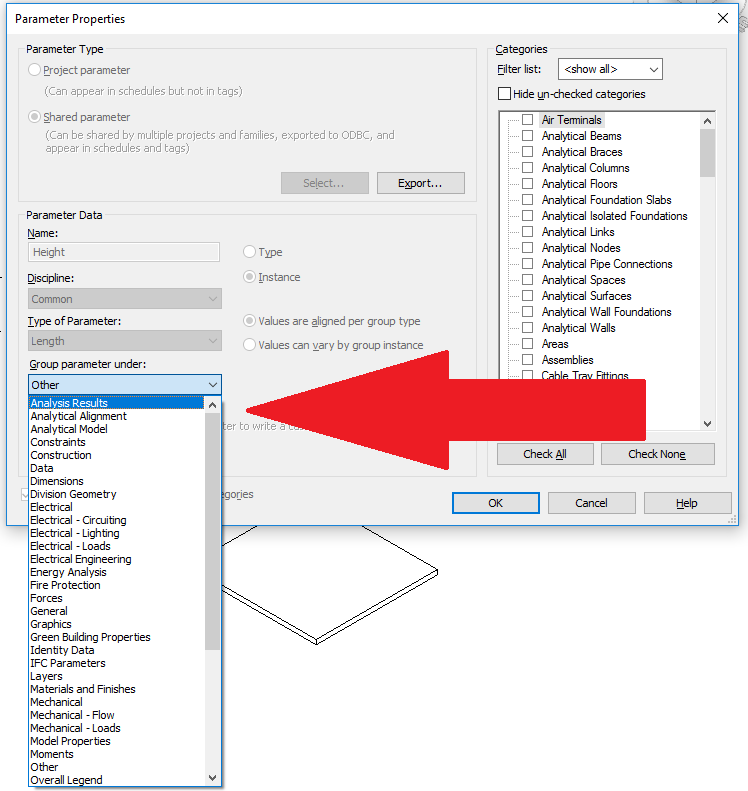 Parameter Properties
Parameter Type
Project parameter
(Can appear in schedules but not in tags)
Shared parameter
(Can be shared by multiple projects and families, exported to ODBC, and
appear in schedules and tags)
Select...
Export...
Parameter Data
Name:
Height
Discipline:
Common
Type of Parameter:
Length
Group parameter under:
Other
Type
Instance
Values are aligned per group type
Values can vary by group instance
Analysis Results
Analytical Alignment
Analytical Model
Constraints
Construction
Data
Dimensions
Division Geometry
Electrical
Electrical - Circuiting
Electrical - Lighting
Electrical - Loads
Electrical Engineering
Energy Analysis
Fire Protection
Forces
General
Graphics
Green Building Properties
Identity Data
IFC Parameters
Layers
Materials and Finishes
Mechanical
Mechanical - Flow
Mechanical - Loads
Model Properties
Moments
Other
Overall Legend
to write a
Categories
Filter list:
<show all>
Hide un-checked categories
Air Terminals
Analytical Beams
Analytical Braces
Analytical Columns
Analytical Floors
Analytical Foundation Slabs
Analytical Isolated Foundations
Analytical Links
Analytical Nodes
Analytical Pipe Connections
Analytical Spaces
Analytical Surfaces
Analytical Wall Foundations
Analytical Walls
Areas
Assemblies
Cable Tray Fittings
Check All
Check None
OK
Cancel
Help